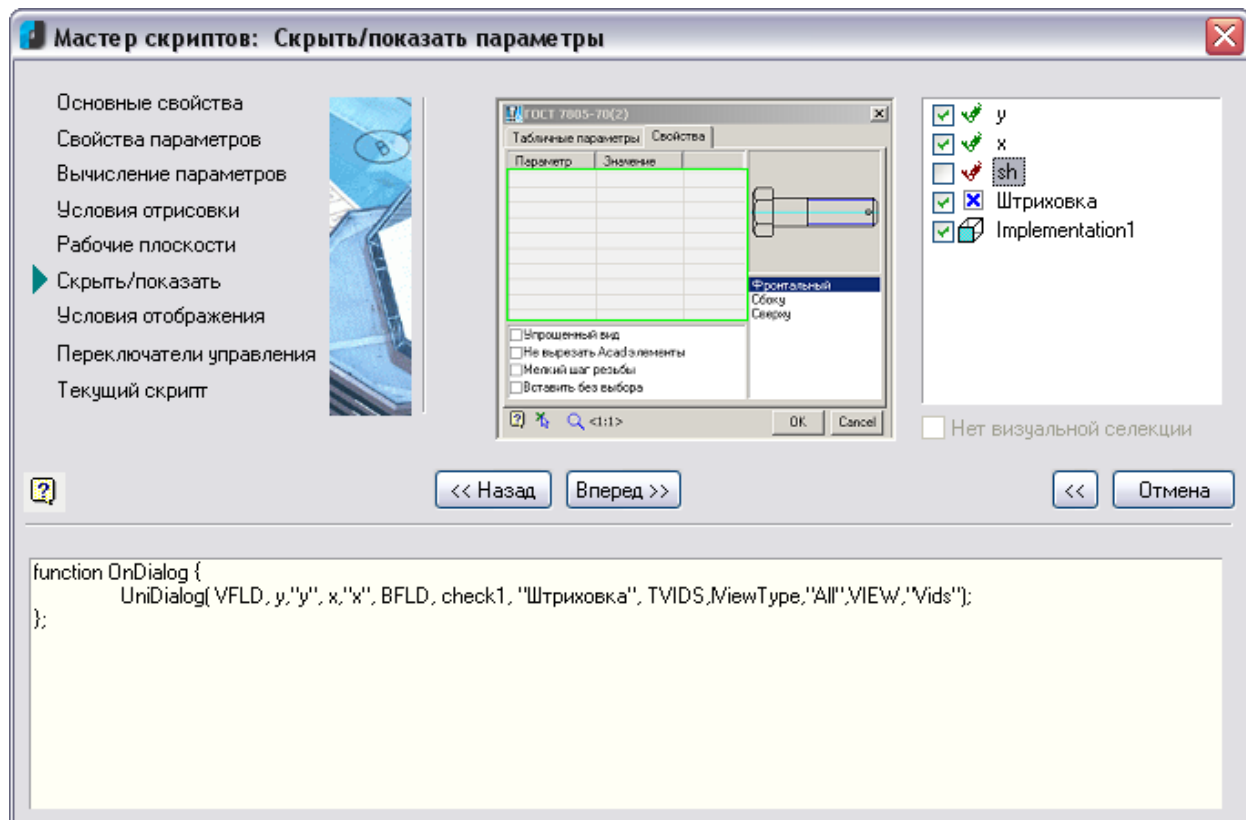 Мастер скриптов: Скрыть/показать параметры
Основные свойства
Свойства параметров
Вычисление параметров
Условия отрисовки
Рабочие плоскости
Скрыть/показать
Условия отображения
Переключатели управления
Текущий скрипт
B
ГОСТ 7805-70(2)
Табличные параметры Свойства
Параметр Значение
Фронтальный
Сбоку
Сверху
Упрошенный вид
Не вырезать Acad элементы
Мелкий шаг резьбы
Вставить без выбора
<1:1>
OK Cancel
y
x
sh
Штриховка
Implementation1
Нет визуальной селекции
<< Назад Вперед >> << Отмена
function OnDialog {
UniDialog( VFLD, y,"y", x,"x", BFLD, check1, "Штриховка", TVIDS,MiewType,"All",VIEW,"Vids");
};